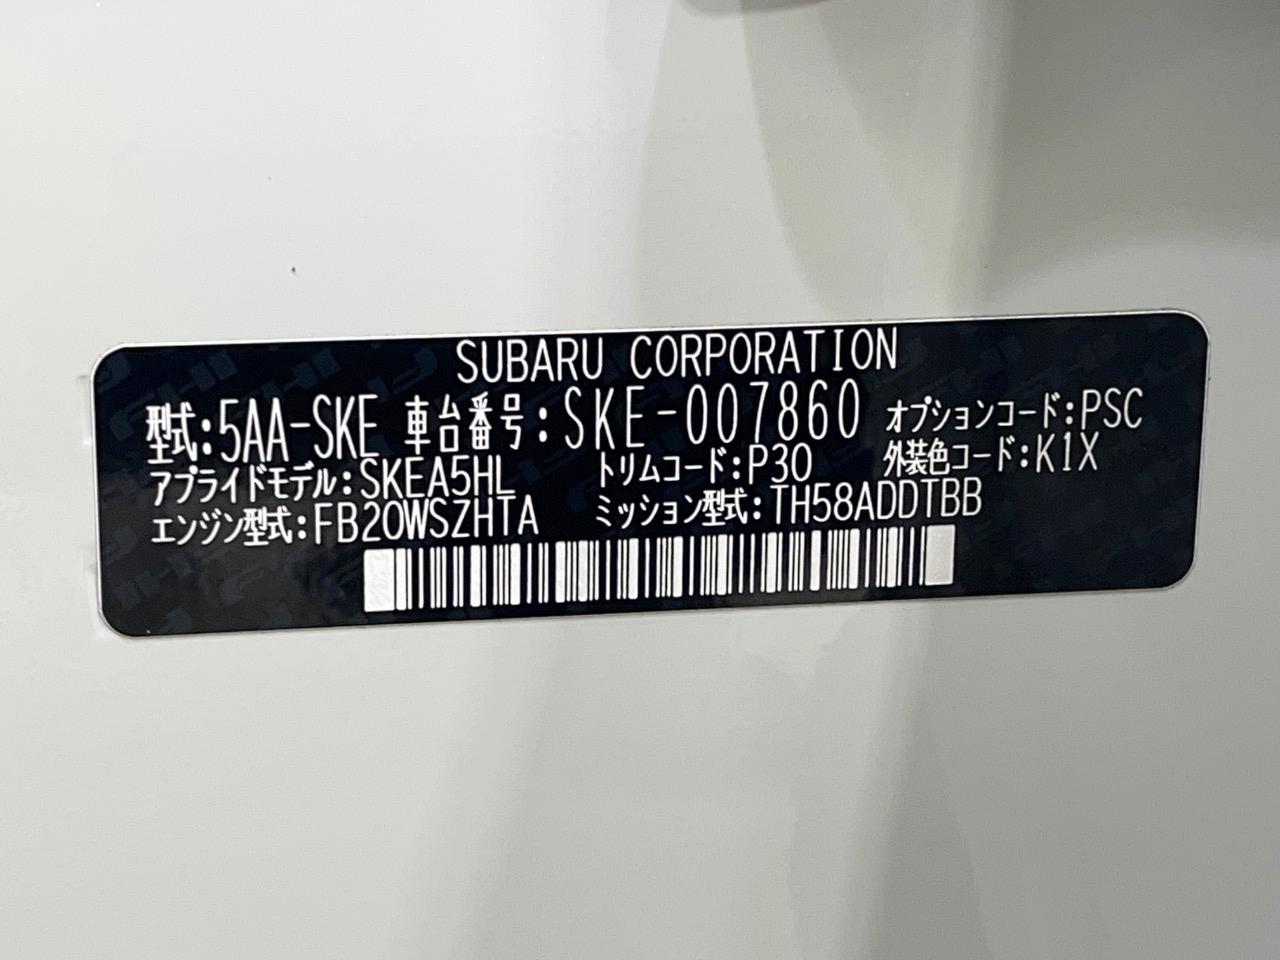 SUBARU CORPORATION
型式:5AA-SKE 車台番号:SKE-007860 オプションコード:PSC
アプライドモデル:SKEA5HL トリムコード:P30 外装色コード:K1X
エンジン型式:FB20WSZHTA ミッション型式:TH58ADDTBB